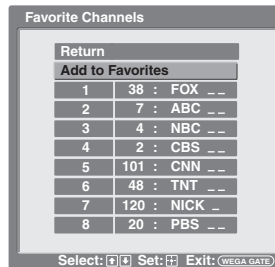 Favorite Channels
Return
Add to Favorites
1 38 : FOX _ _
2 7 : ABC _ _
3 4 : NBC _ _
4 2 : CBS _ _
5 101 : CNN _ _
6 48 : TNT _ _
7 120 : NICK _
8 20 : PBS _ _
Select: Set: Exit: WEGA GATE